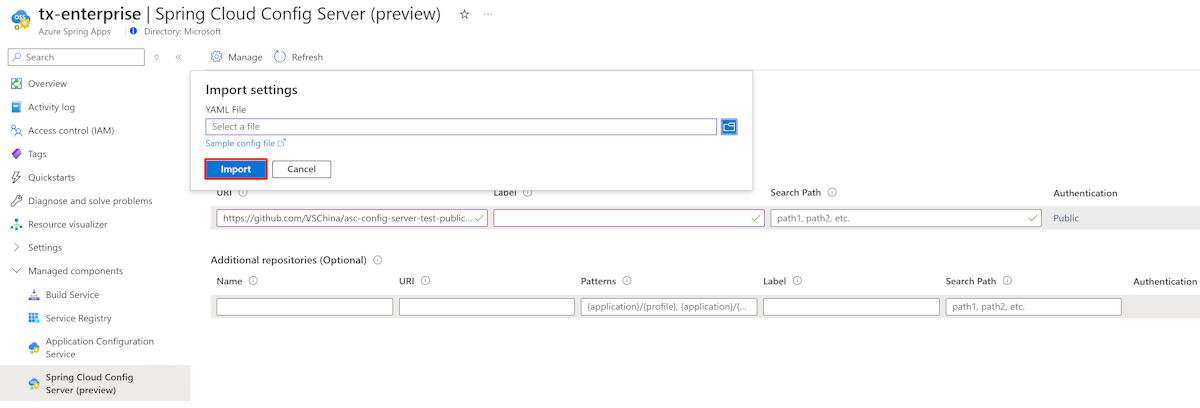 tx-enterprise | Spring Cloud Config Server (preview)
Azure Spring Apps
Directory: Microsoft
Search
Manage
Refresh
Overview
Activity log
Access control (IAM)
Tags
Quickstarts
Diagnose and solve problems
Resource visualizer
Settings
Managed components
Build Service
Service Registry
Application Configuration
Service
Spring Cloud Config
Server (preview)
Import settings
YAML File
Select a file
Sample config file
Import
Cancel
URI
Label
Search Path
Authentication
https://github.com/VSChina/asc-config-server-test-public...
path1, path2, etc.
Public
Additional repositories (Optional)
Name
URI
Patterns
Label
Search Path
Authentication
{application}/{profile}, {application}/{...
path1, path2, etc.